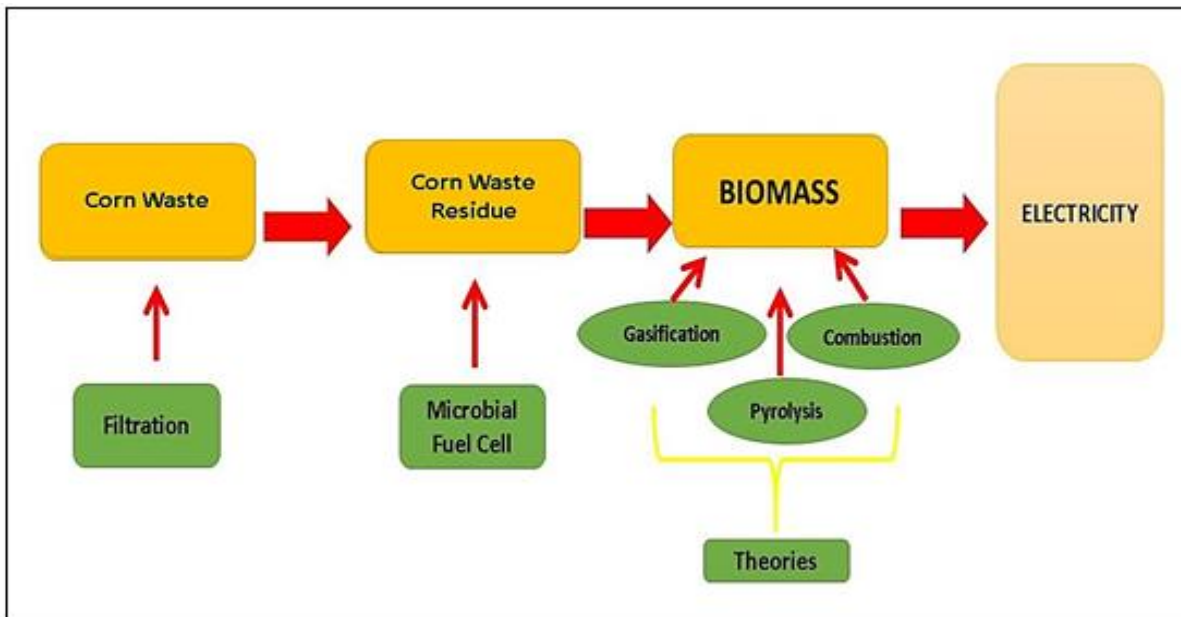 Corn Waste
Corn Waste
Residue
BIOMASS
ELECTRICITY
Gasification
Combustion
Pyrolysis
Filtration
Microbial
Fuel Cell
Theories